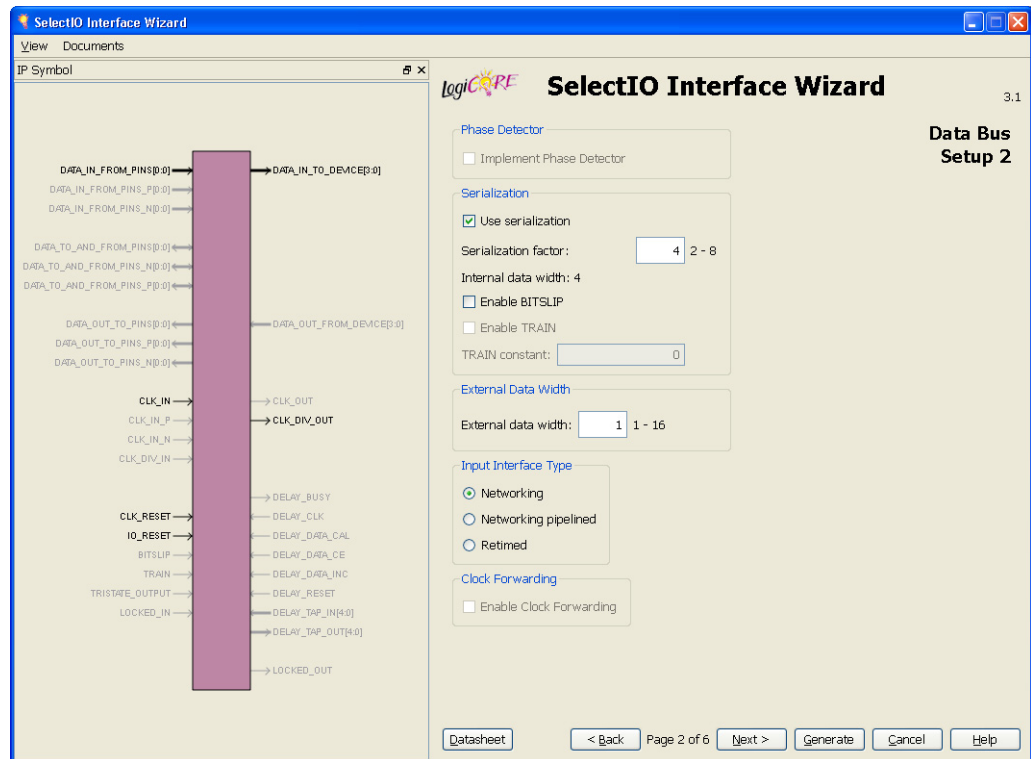 SelectIO Interface Wizard
View Documents
IP Symbol
DATA_IN_FROM_PINS[0:0]
DATA_IN_TO_DEVICE[3:0]
DATA_IN_FROM_PINS_P[0:0]
DATA_IN_FROM_PINS_N[0:0]
DATA_TO_AND_FROM_PINS[0:0]
DATA_TO_AND_FROM_PINS_N[0:0]
DATA_TO_AND_FROM_PINS_P[0:0]
DATA_OUT_TO_PINS[0:0]
DATA_OUT_FROM_DEVICE[3:0]
DATA_OUT_TO_PINS_P[0:0]
DATA_OUT_TO_PINS_N[0:0]
CLK_IN
CLK_OUT
CLK_IN_P
CLK_DIV_OUT
CLK_IN_N
CLK_DIV_IN
DELAY_BUSY
CLK_RESET
DELAY_CLK
IO_RESET
DELAY_DATA_CAL
BITSLIP
DELAY_DATA_CE
TRAIN
DELAY_DATA_INC
TRISTATE_OUTPUT
DELAY_RESET
LOCKED_IN
DELAY_TAP_IN[4:0]
DELAY_TAP_OUT[4:0]
LOCKED_OUT
LogiCORE
SelectIO Interface Wizard
3.1
Data Bus
Setup 2
Phase Detector
Implement Phase Detector
Serialization
Use serialization
Serialization factor: 4 2 - 8
Internal data width: 4
Enable BITSLIP
Enable TRAIN
TRAIN constant: 0
External Data Width
External data width: 1 1 - 16
Input Interface Type
Networking
Networking pipelined
Retimed
Clock Forwarding
Enable Clock Forwarding
Datasheet < Back Page 2 of 6 Next > Generate Cancel Help